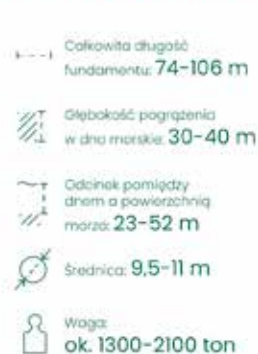 Całkowita długość
fundamentu: 74-106 m
Głębokość pogrążenia
w dno morskie: 30-40 m
Odcinek pomiędzy
dnem a powierzchnią
morza: 23-52 m
Średnica: 9,5-11 m
Waga:
ok. 1300-2100 ton